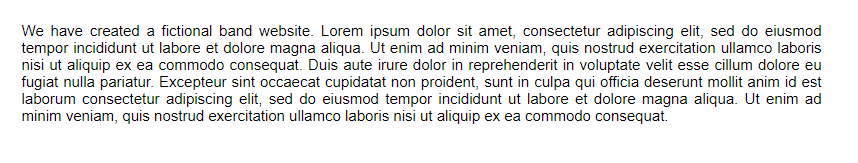 We have created a fictional band website. Lorem ipsum dolor sit amet, consectetur adipiscing elit, sed do eiusmod
tempor incididunt ut labore et dolore magna aliqua. Ut enim ad minim veniam, quis nostrud exercitation ullamco laboris
nisi ut aliquip ex ea commodo consequat. Duis aute irure dolor in reprehenderit in voluptate velit esse cillum dolore eu
fugiat nulla pariatur. Excepteur sint occaecat cupidatat non proident, sunt in culpa qui officia deserunt mollit anim id est
laborum consectetur adipiscing elit, sed do eiusmod tempor incididunt ut labore et dolore magna aliqua. Ut enim ad
minim veniam, quis nostrud exercitation ullamco laboris nisi ut aliquip ex ea commodo consequat.